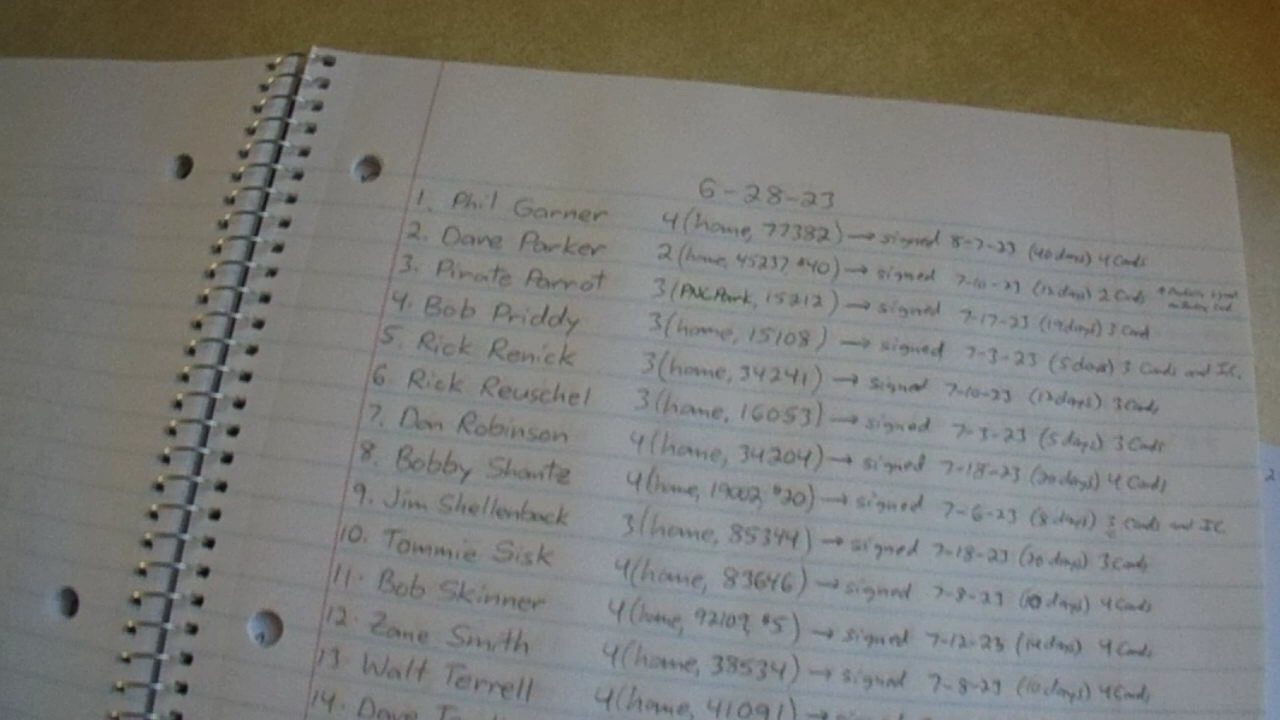 6-28-23
1. Phil Garner 4(home, 77382) → signed 8-7-23 (40 days) 4 Cards
2. Dave Parker 2(home, 45237 $40) → signed 7-10-23 (12 days) 2 Cards
3. Pirate Parrot 3(PNC Park, 15212) → signed 7-17-23 (19 days) 3 Card
4. Bob Priddy 3(home, 15108) → signed 7-3-23 (5 days) 3 Cards and I.C.
5. Rick Renick 3(home, 34241) → signed 7-10-23 (12 days) 3 Cards
6. Rick Reuschel 3(home, 16053) → signed 7-3-23 (5 days) 3 Cards
7. Don Robinson 4(home, 34204) → signed 7-18-23 (20 days) 4 Cards
8. Bobby Shantz 4(home, 19002, $20) → signed 7-6-23 (8 days) 3 Cards and IC
9. Jim Shellenback 3(home, 85344) → signed 7-18-23 (20 days) 3 Cards
10. Tommie Sisk 4(home, 83646) → signed 7-8-23 (10 days) 4 Cards
11. Bob Skinner 4(home, 92109, $5) → signed 7-12-23 (14 days) 4 Cards
12. Zane Smith 4(home, 38534) → signed 7-8-23 (10 days) 4 Cards
13. Walt Terrell 4(home, 41091) →
14. Dave